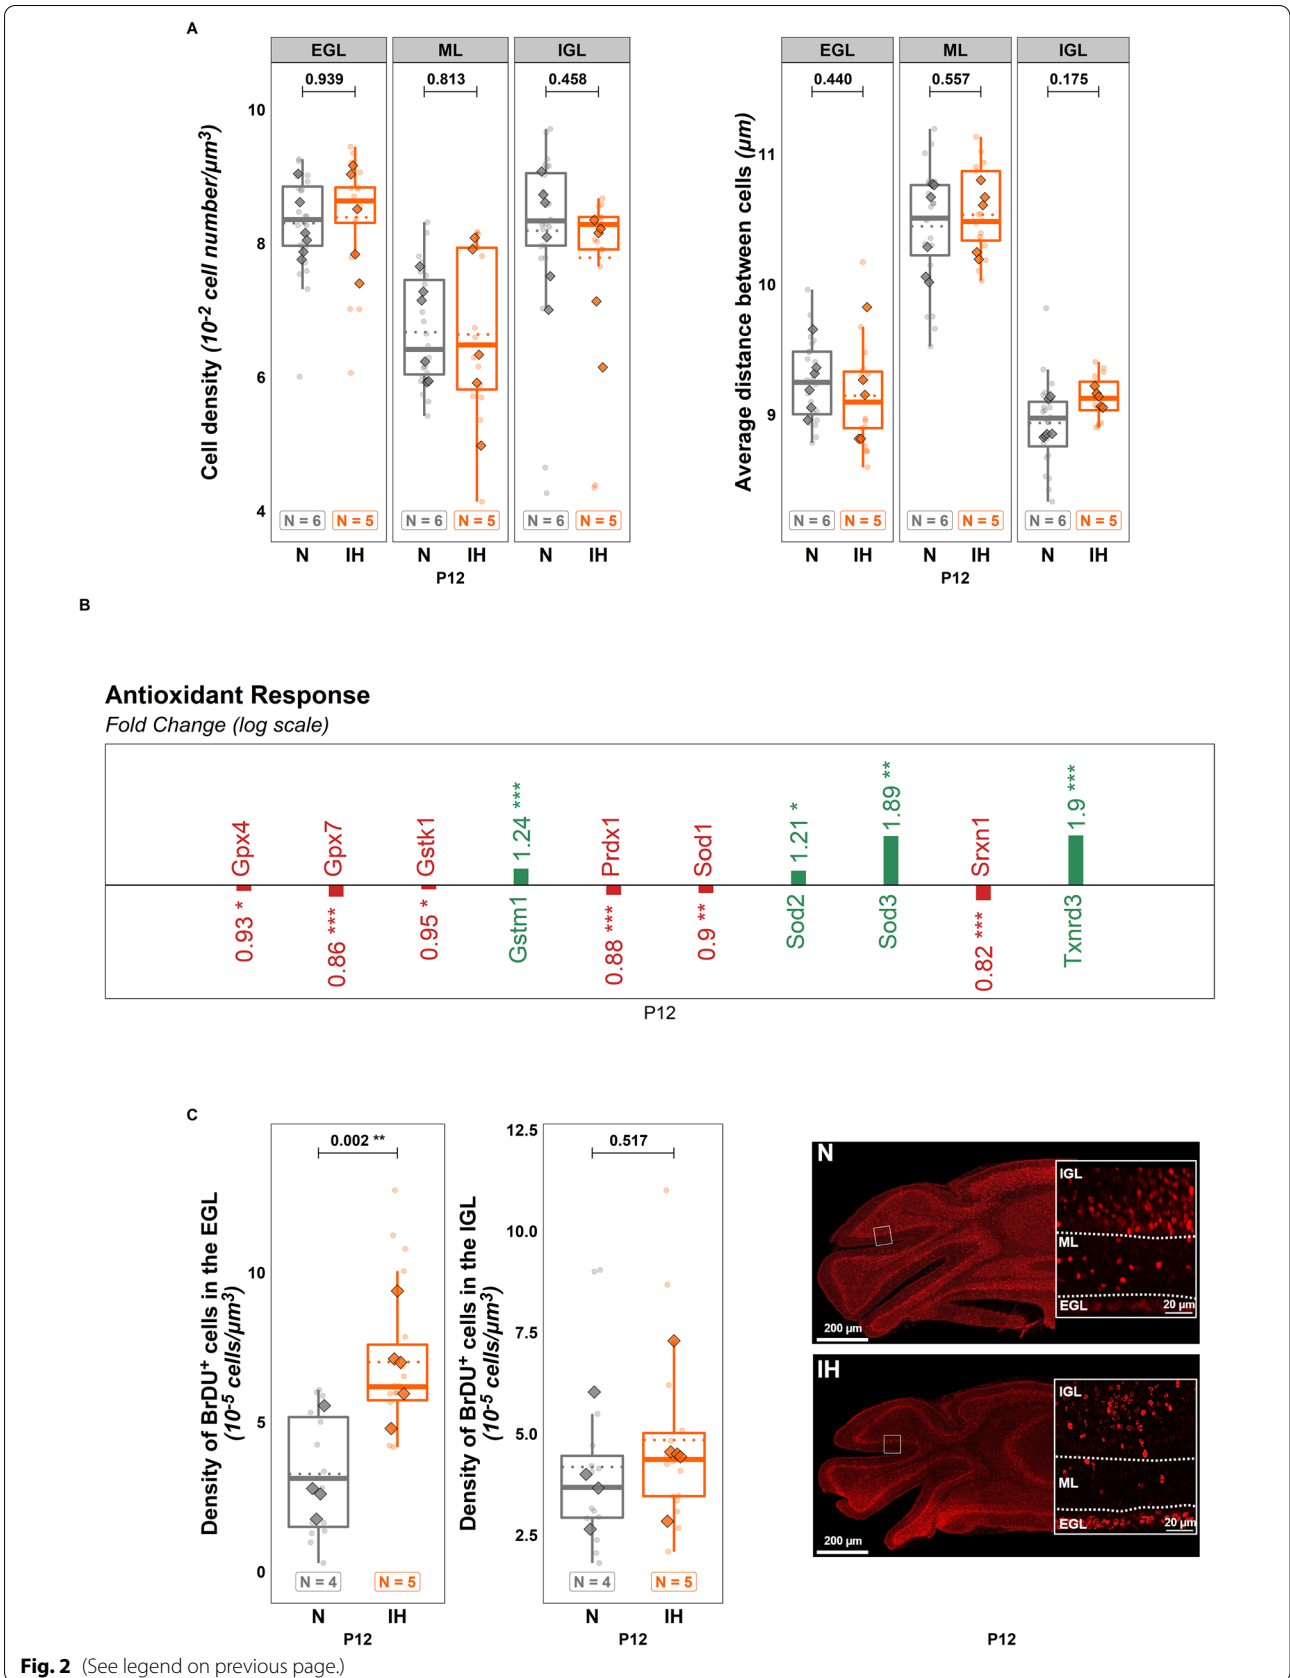 A
EGL ML IGL
0.939 0.813 0.458
Cell density (10-2 cell number/µm3)
10
8
6
4
N = 6 N = 5 N = 6 N = 5 N = 6 N = 5
N IH N IH N IH
P12
EGL ML IGL
0.440 0.557 0.175
Average distance between cells (µm)
11
10
9
N = 6 N = 5 N = 6 N = 5 N = 6 N = 5
N IH N IH N IH
P12
B
Antioxidant Response
Fold Change (log scale)
Gpx4 0.93 *
Gpx7 0.86 ***
Gstk1 0.95 *
Gstm1 1.24 ***
Prdx1 0.88 ***
Sod1 0.9 **
Sod2 1.21 *
Sod3 1.89 **
Srxn1 0.82 ***
Txnrd3 1.9 ***
P12
C
0.002 **
Density of BrDU+ cells in the EGL
(10-5 cells/µm3)
10
5
0
N = 4 N = 5
N IH
P12
0.517
Density of BrDU+ cells in the IGL
(10-5 cells/µm3)
12.5
10.0
7.5
5.0
2.5
N = 4 N = 5
N IH
P12
N
IGL
ML
EGL
20 µm
200 µm
IH
IGL
ML
EGL
20 µm
200 µm
P12
Fig. 2 (See legend on previous page.)